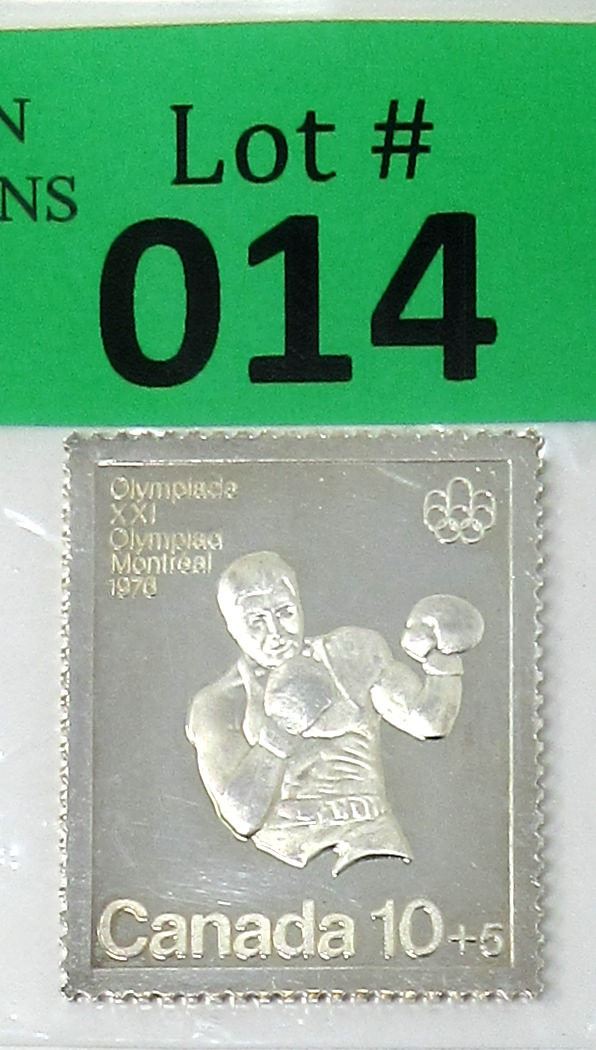 N
NS
Lot #
014
Olympiade
XXI
Olympiad
Montréal
1976
Canada 10+5